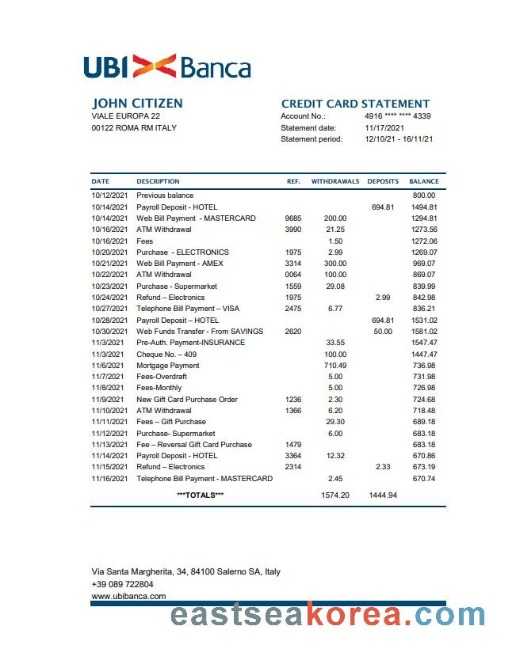 UBI Banca
JOHN CITIZEN
VIALE EUROPA 22
00122 ROMA RM ITALY
CREDIT CARD STATEMENT
Account No.: 4916 **** **** 4339
Statement date: 11/17/2021
Statement period: 12/10/21 - 16/11/21
DATE DESCRIPTION REF. WITHDRAWALS DEPOSITS BALANCE
10/12/2021 Previous balance 800.00
10/14/2021 Payroll Deposit - HOTEL 694.81 1494.81
10/14/2021 Web Bill Payment - MASTERCARD 9685 200.00 1294.81
10/16/2021 ATM Withdrawal 3990 21.25 1273.56
10/16/2021 Fees 1.50 1272.06
10/20/2021 Purchase - ELECTRONICS 1975 2.99 1269.07
10/21/2021 Web Bill Payment - AMEX 3314 300.00 969.07
10/22/2021 ATM Withdrawal 0064 100.00 869.07
10/23/2021 Purchase - Supermarket 1559 29.08 839.99
10/24/2021 Refund – Electronics 1975 2.99 842.98
10/27/2021 Telephone Bill Payment – VISA 2475 6.77 836.21
10/28/2021 Payroll Deposit – HOTEL 694.81 1531.02
10/30/2021 Web Funds Transfer - From SAVINGS 2620 50.00 1581.02
11/3/2021 Pre-Auth. Payment-INSURANCE 33.55 1547.47
11/3/2021 Cheque No. – 409 100.00 1447.47
11/6/2021 Mortgage Payment 710.49 736.98
11/7/2021 Fees-Overdraft 5.00 731.98
11/8/2021 Fees-Monthly 5.00 726.98
11/9/2021 New Gift Card Purchase Order 1236 2.30 724.68
11/10/2021 ATM Withdrawal 1366 6.20 718.48
11/11/2021 Fees – Gift Purchase 29.30 689.18
11/12/2021 Purchase- Supermarket 6.00 683.18
11/13/2021 Fee – Reversal Gift Card Purchase 1479 683.18
11/14/2021 Payroll Deposit - HOTEL 3364 12.32 670.86
11/15/2021 Refund – Electronics 2314 2.33 673.19
11/16/2021 Telephone Bill Payment - MASTERCARD 2.45 670.74
***TOTALS*** 1574.20 1444.94
Via Santa Margherita, 34, 84100 Salerno SA, Italy
+39 089 722804
www.ubibanca.com
eastseakorea.com